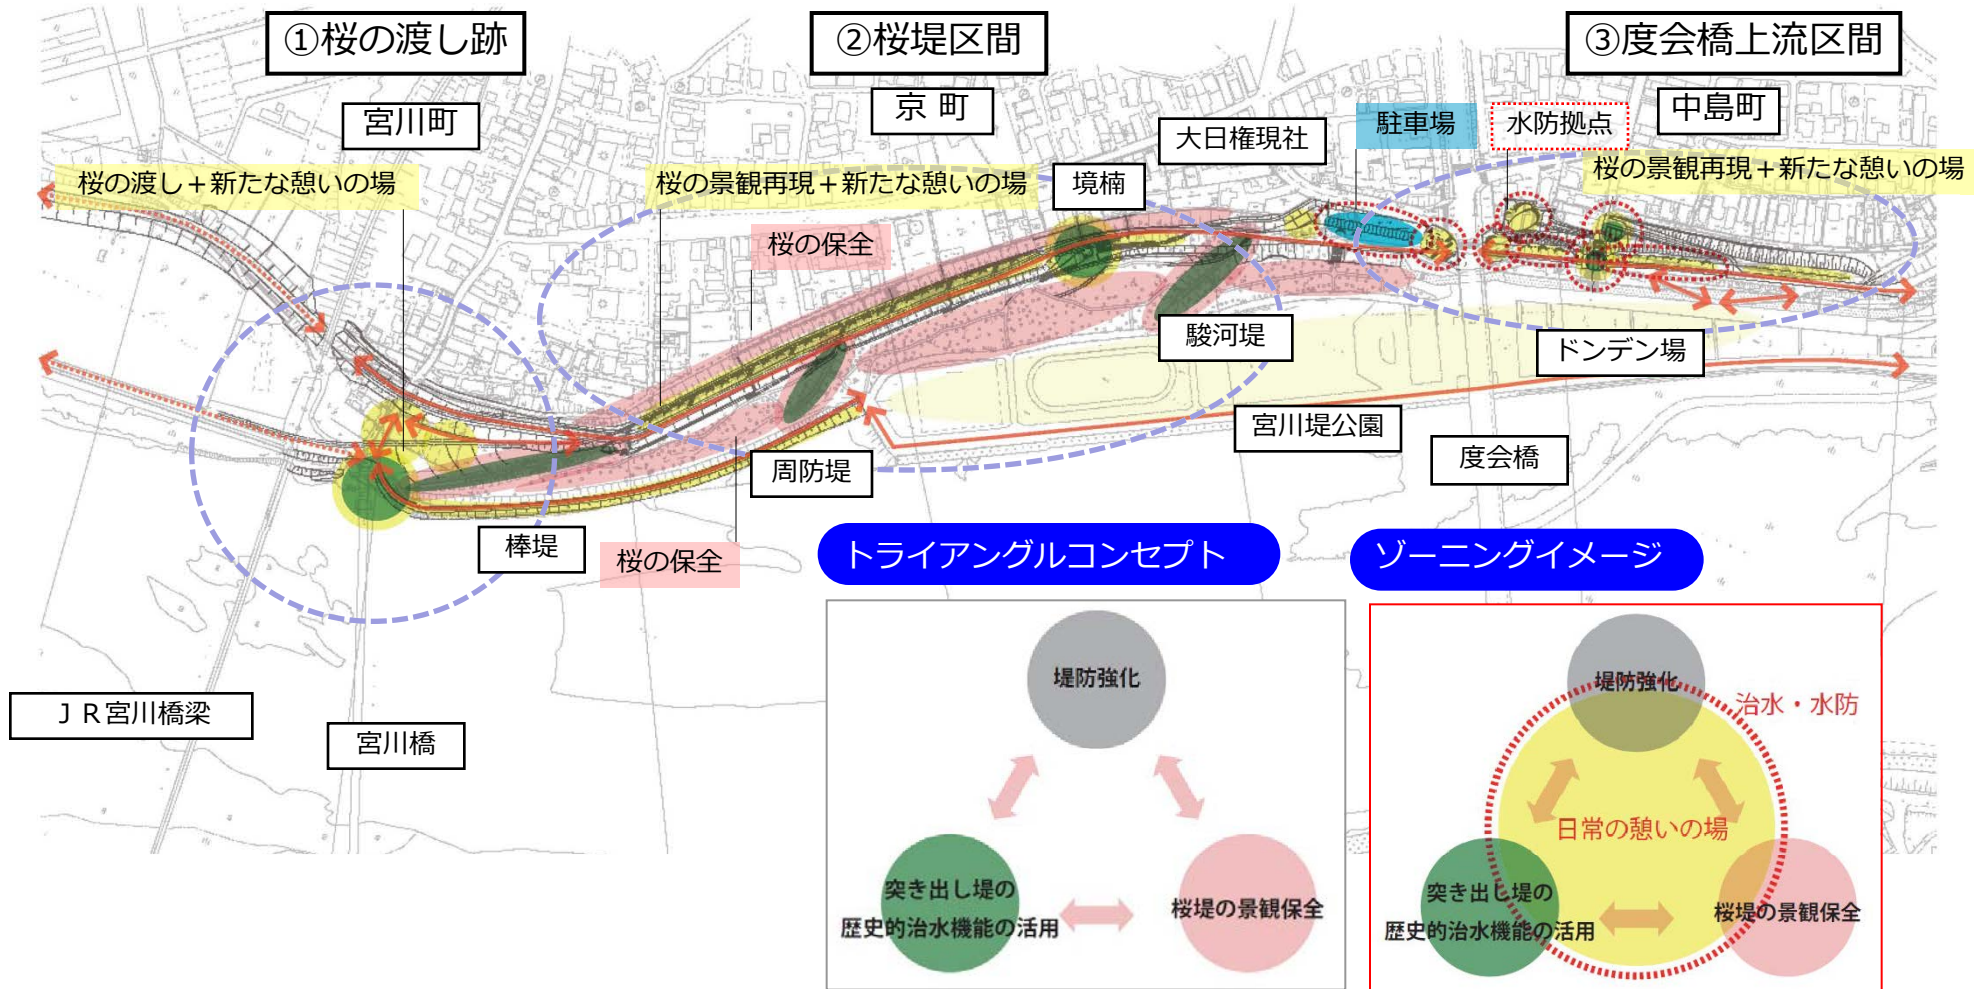 ①桜の渡し跡
②桜堤区間
③度会橋上流区間
宮川町
京 町
中島町
大日権現社
駐車場
水防拠点
桜の渡し＋新たな憩いの場
桜の景観再現＋新たな憩いの場
境楠
桜の景観再現＋新たな憩いの場
桜の保全
駿河堤
ドンデン場
宮川堤公園
周防堤
度会橋
棒堤
桜の保全
ＪＲ宮川橋梁
宮川橋
トライアングルコンセプト
堤防強化
突き出し堤の
歴史的治水機能の活用
桜堤の景観保全
ゾーニングイメージ
堤防強化
治水・水防
日常の憩いの場
突き出し堤の
歴史的治水機能の活用
桜堤の景観保全